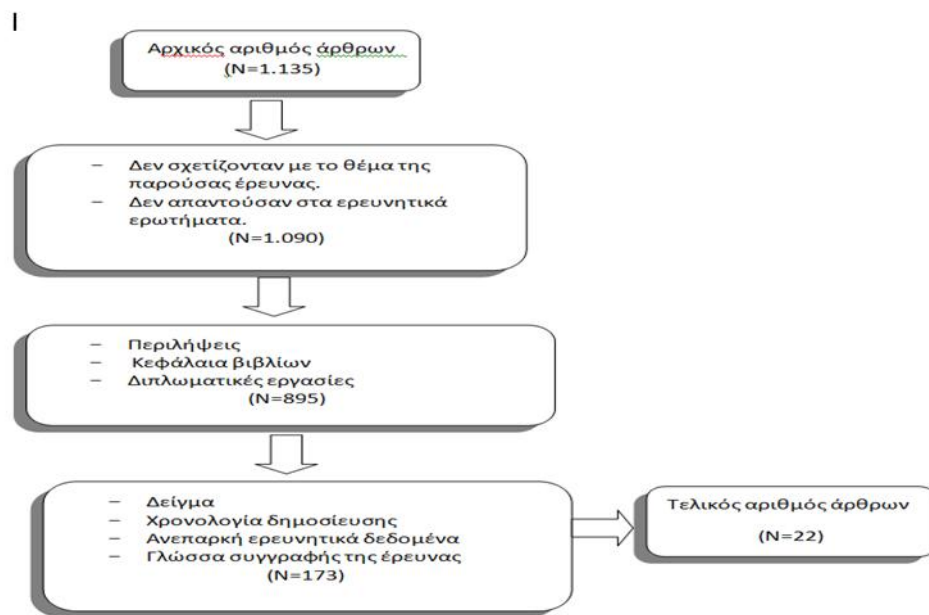 Αρχικός αριθμός άρθρων
(Ν=1.135)
– Δεν σχετίζονταν με το θέμα της
παρούσας έρευνας.
– Δεν απαντούσαν στα ερευνητικά
ερωτήματα.
(Ν=1.090)
– Περιλήψεις
– Κεφάλαια βιβλίων
– Διπλωματικές εργασίες
(Ν=895)
– Δείγμα
– Χρονολογία δημοσίευσης
– Ανεπαρκή ερευνητικά δεδομένα
– Γλώσσα συγγραφής της έρευνας
(Ν=173)
Τελικός αριθμός άρθρων
(Ν=22)